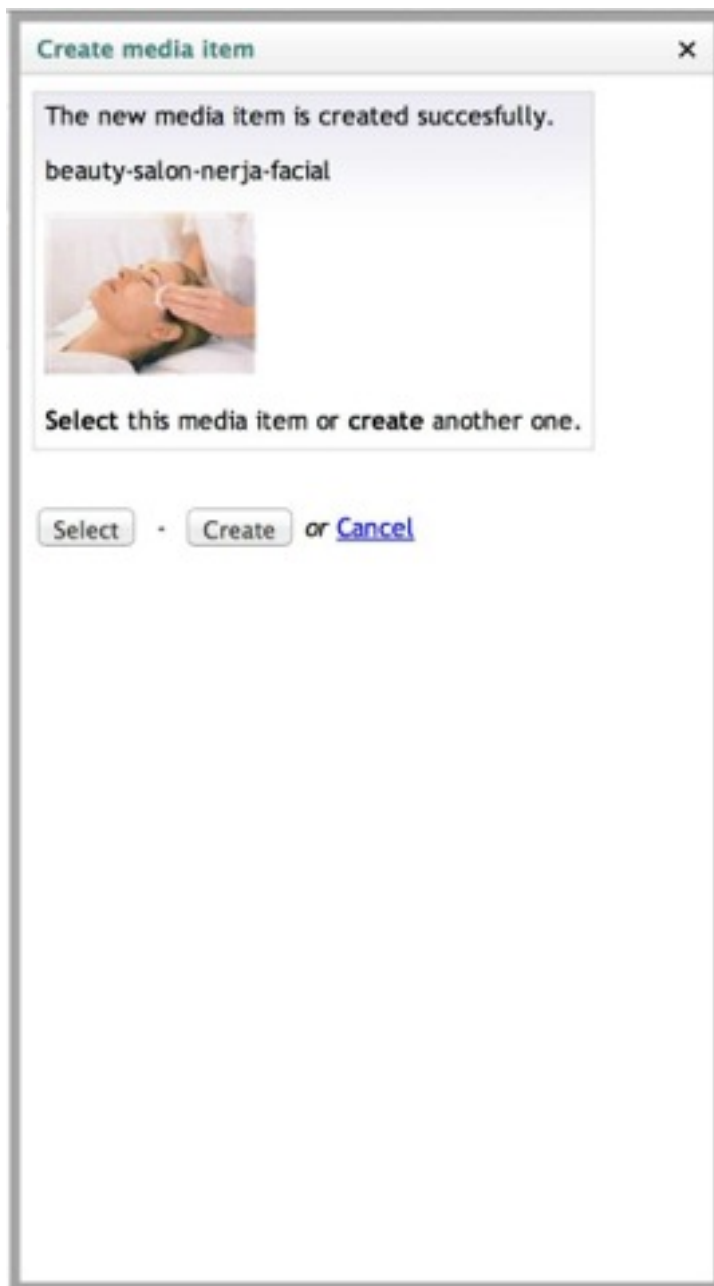 Create media item
The new media item is created succesfully.
beauty-salon-nerja-facial
Select this media item or create another one.
Select - Create or Cancel